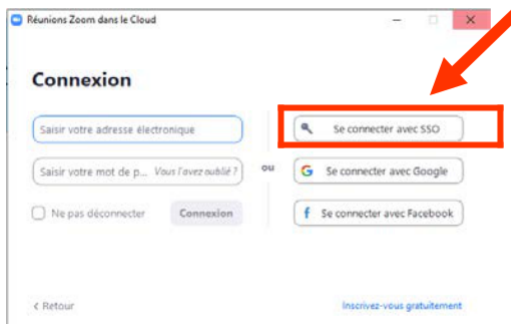 Réunions Zoom dans le Cloud
Connexion
Saisir votre adresse électronique
Saisir votre mot de p... Vous l'avez oublié ?
Ne pas déconnecter
Connexion
ou
Se connecter avec SSO
Se connecter avec Google
Se connecter avec Facebook
< Retour
Inscrivez-vous gratuitement